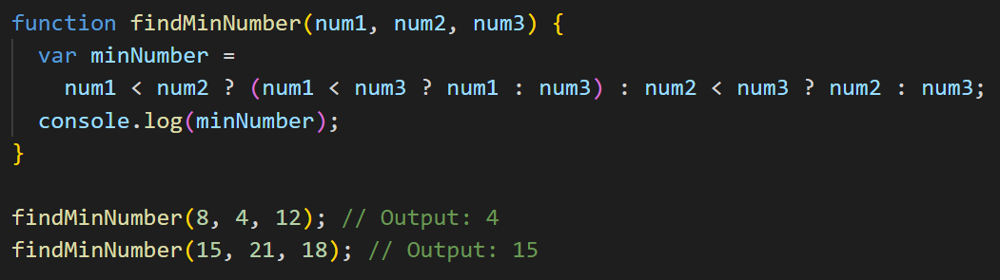 function findMinNumber(num1, num2, num3) {
  var minNumber =
    num1 < num2 ? (num1 < num3 ? num1 : num3) : num2 < num3 ? num2 : num3;
  console.log(minNumber);
}

findMinNumber(8, 4, 12); // Output: 4
findMinNumber(15, 21, 18); // Output: 15